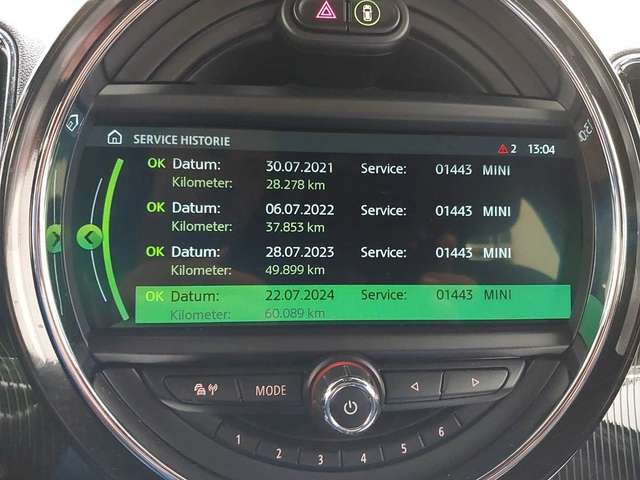 SERVICE HISTORIE 2 13:04
OK Datum: 30.07.2021 Service: 01443 MINI
Kilometer: 28.278 km
OK Datum: 06.07.2022 Service: 01443 MINI
Kilometer: 37.853 km
OK Datum: 28.07.2023 Service: 01443 MINI
Kilometer: 49.899 km
OK Datum: 22.07.2024 Service: 01443 MINI
Kilometer: 60.089 km
MODE
1 2 3 4 5 6